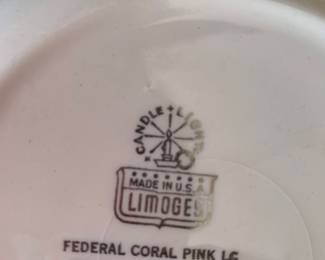 CANDLE + LIGHT
MADE IN U.S.A
LIMOGES
FEDERAL CORAL PINK LG